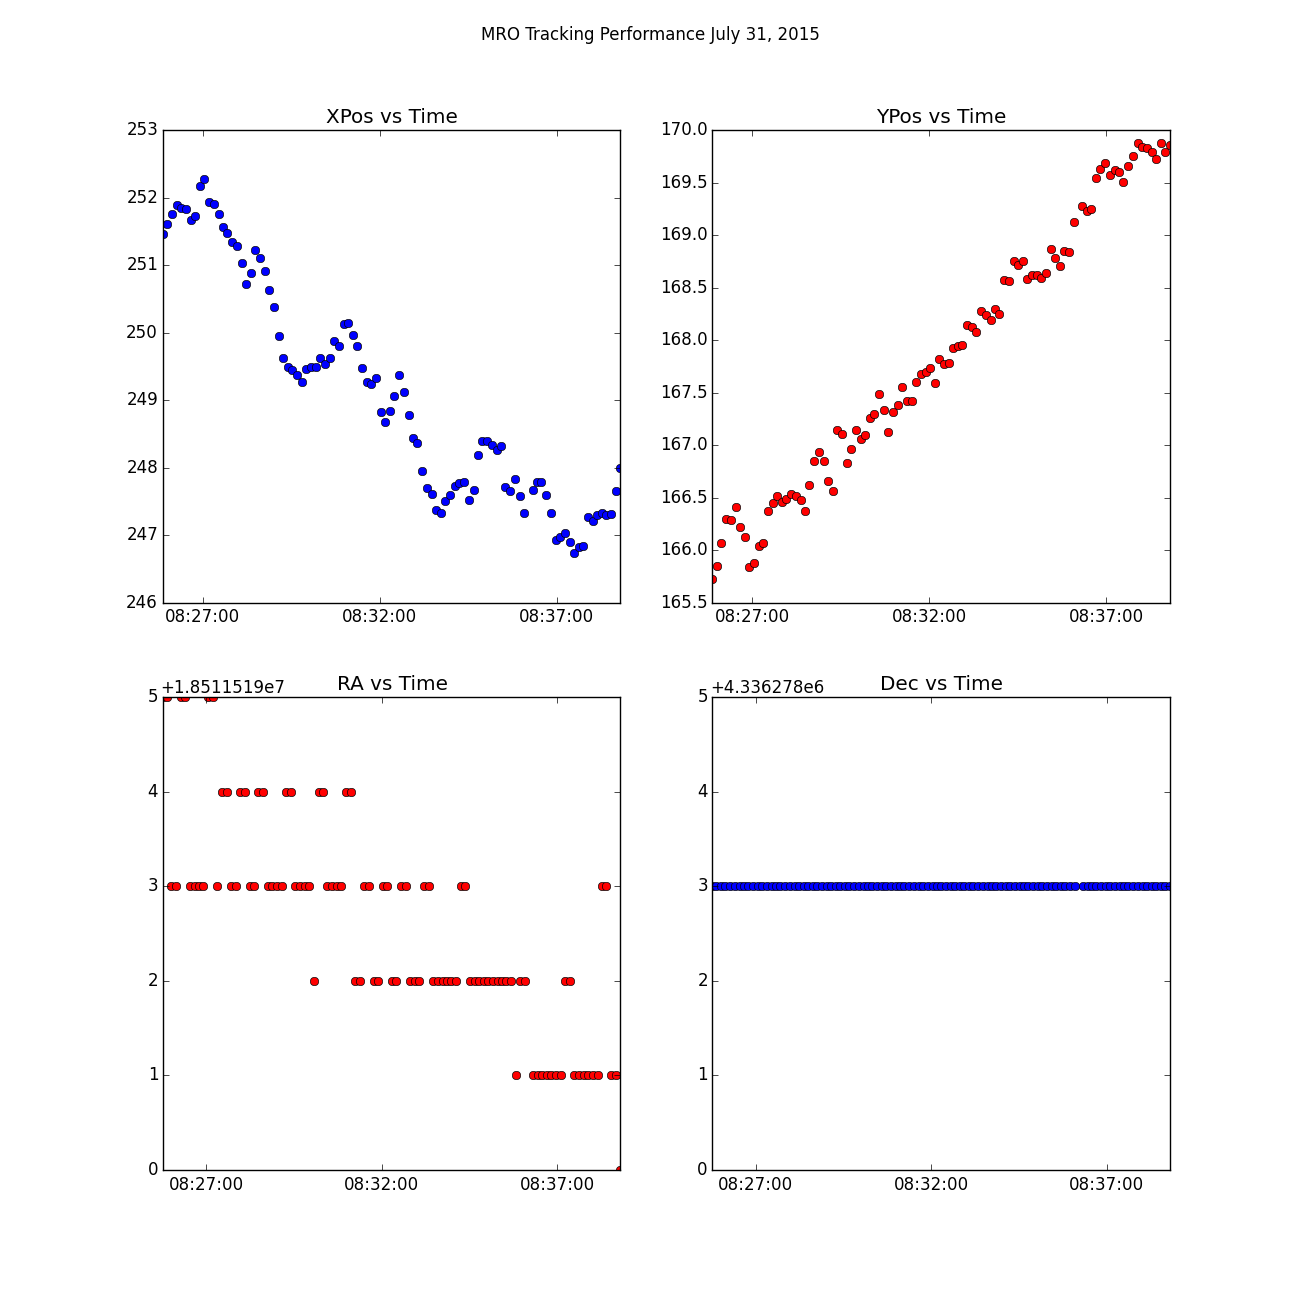 MRO Tracking Performance July 31, 2015
XPos vs Time
253
252
251
250
249
248
247
246
08:27:00 08:32:00 08:37:00
YPos vs Time
170.0
169.5
169.0
168.5
168.0
167.5
167.0
166.5
166.0
165.5
08:27:00 08:32:00 08:37:00
RA vs Time
+1.8511519e7
5
4
3
2
1
0
08:27:00 08:32:00 08:37:00
Dec vs Time
+4.336278e6
5
4
3
2
1
0
08:27:00 08:32:00 08:37:00